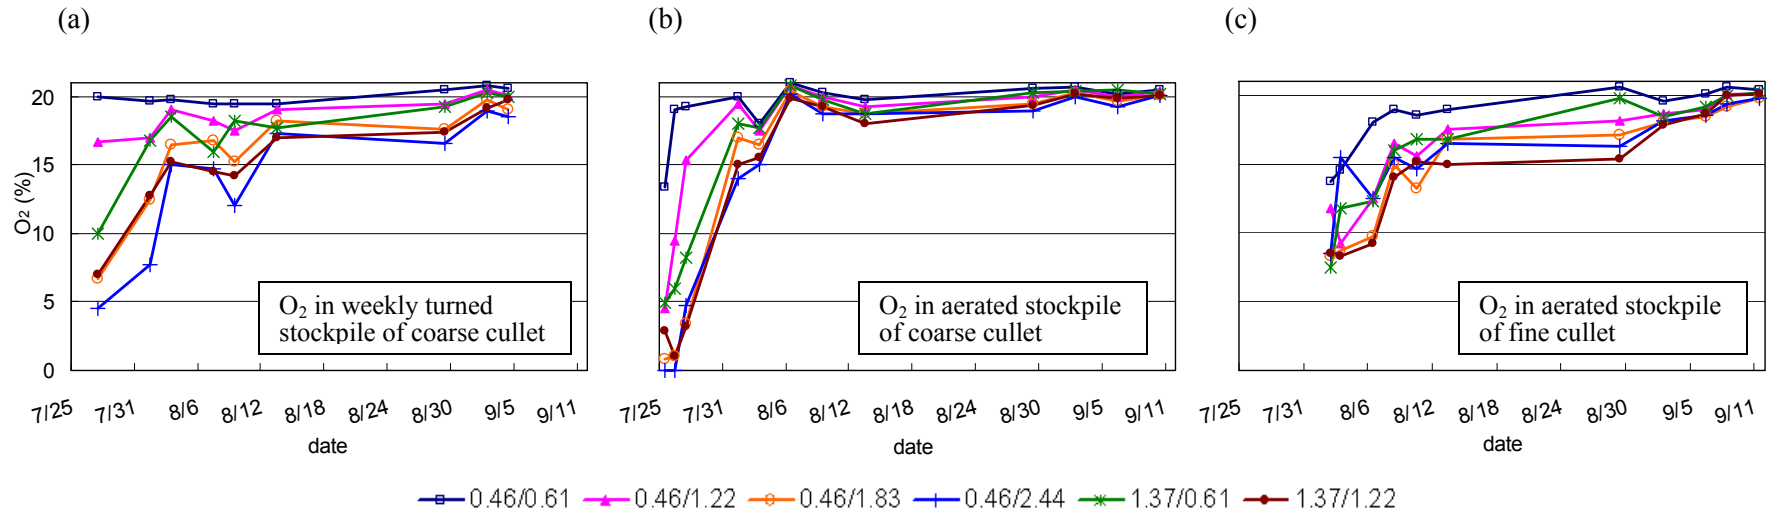 (a)
(b)
(c)
O2 (%)
20
15
10
5
0
O2 in weekly turned
stockpile of coarse cullet
7/25 7/31 8/6 8/12 8/18 8/24 8/30 9/5 9/11
date
O2 in aerated stockpile
of coarse cullet
7/25 7/31 8/6 8/12 8/18 8/24 8/30 9/5 9/11
date
O2 in aerated stockpile
of fine cullet
7/25 7/31 8/6 8/12 8/18 8/24 8/30 9/5 9/11
date
0.46/0.61 0.46/1.22 0.46/1.83 0.46/2.44 1.37/0.61 1.37/1.22